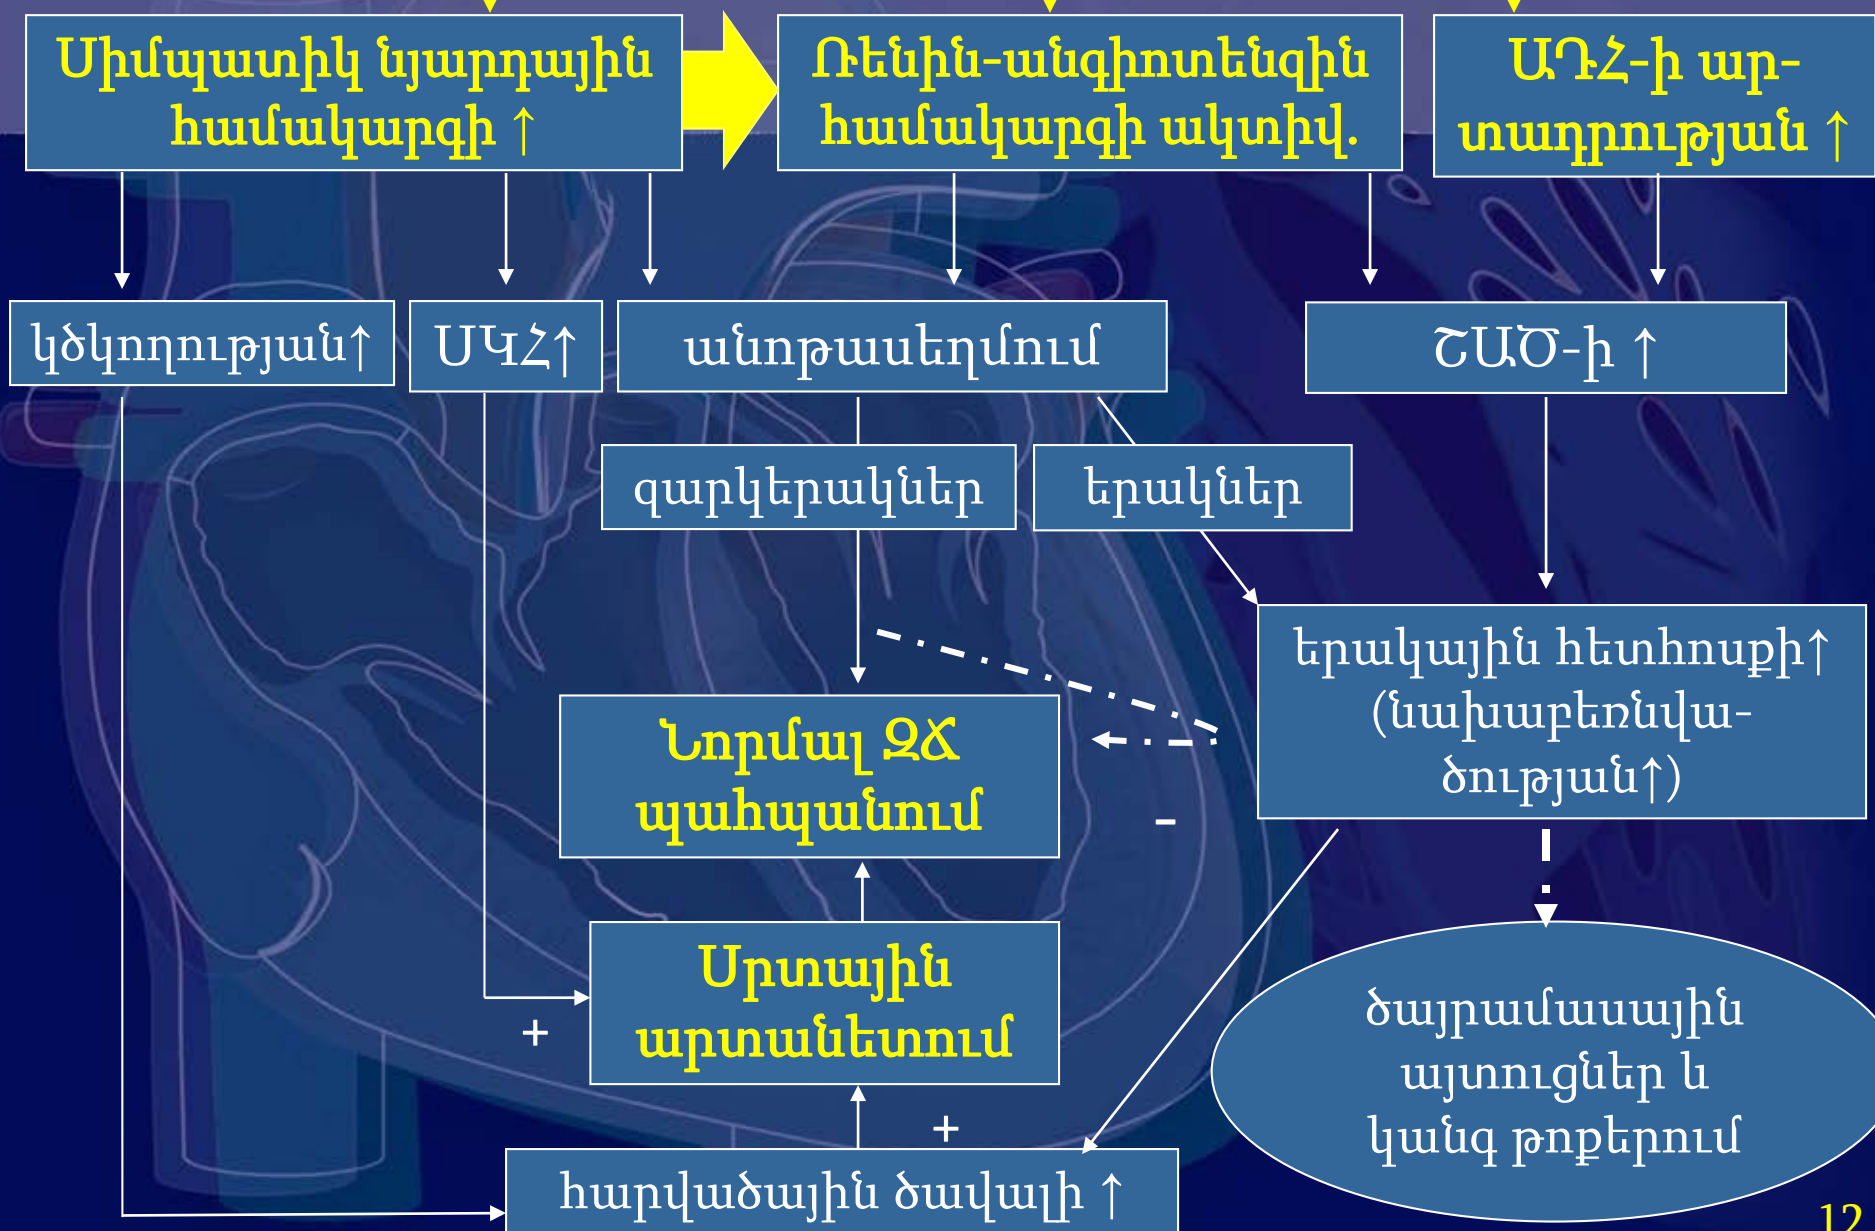 Սիմպատիկ նյարդային
համակարգի ↑
Ռենին-անգիոտենզին
համակարգի ակտիվ.
ԱԴՀ-ի ար-
տադրության ↑
կծկողության↑
ՍԿՀ↑
անոթասեղմում
ՇԱԾ-ի ↑
զարկերակներ
երակներ
երակային հետհոսքի↑
(նախաբեռնվա-
ծության↑)
Նորմալ ԶՃ
պահպանում
-
Սրտային
արտանետում
+
ծայրամասային
այտուցներ և
կանգ թոքերում
+
հարվածային ծավալի ↑
12